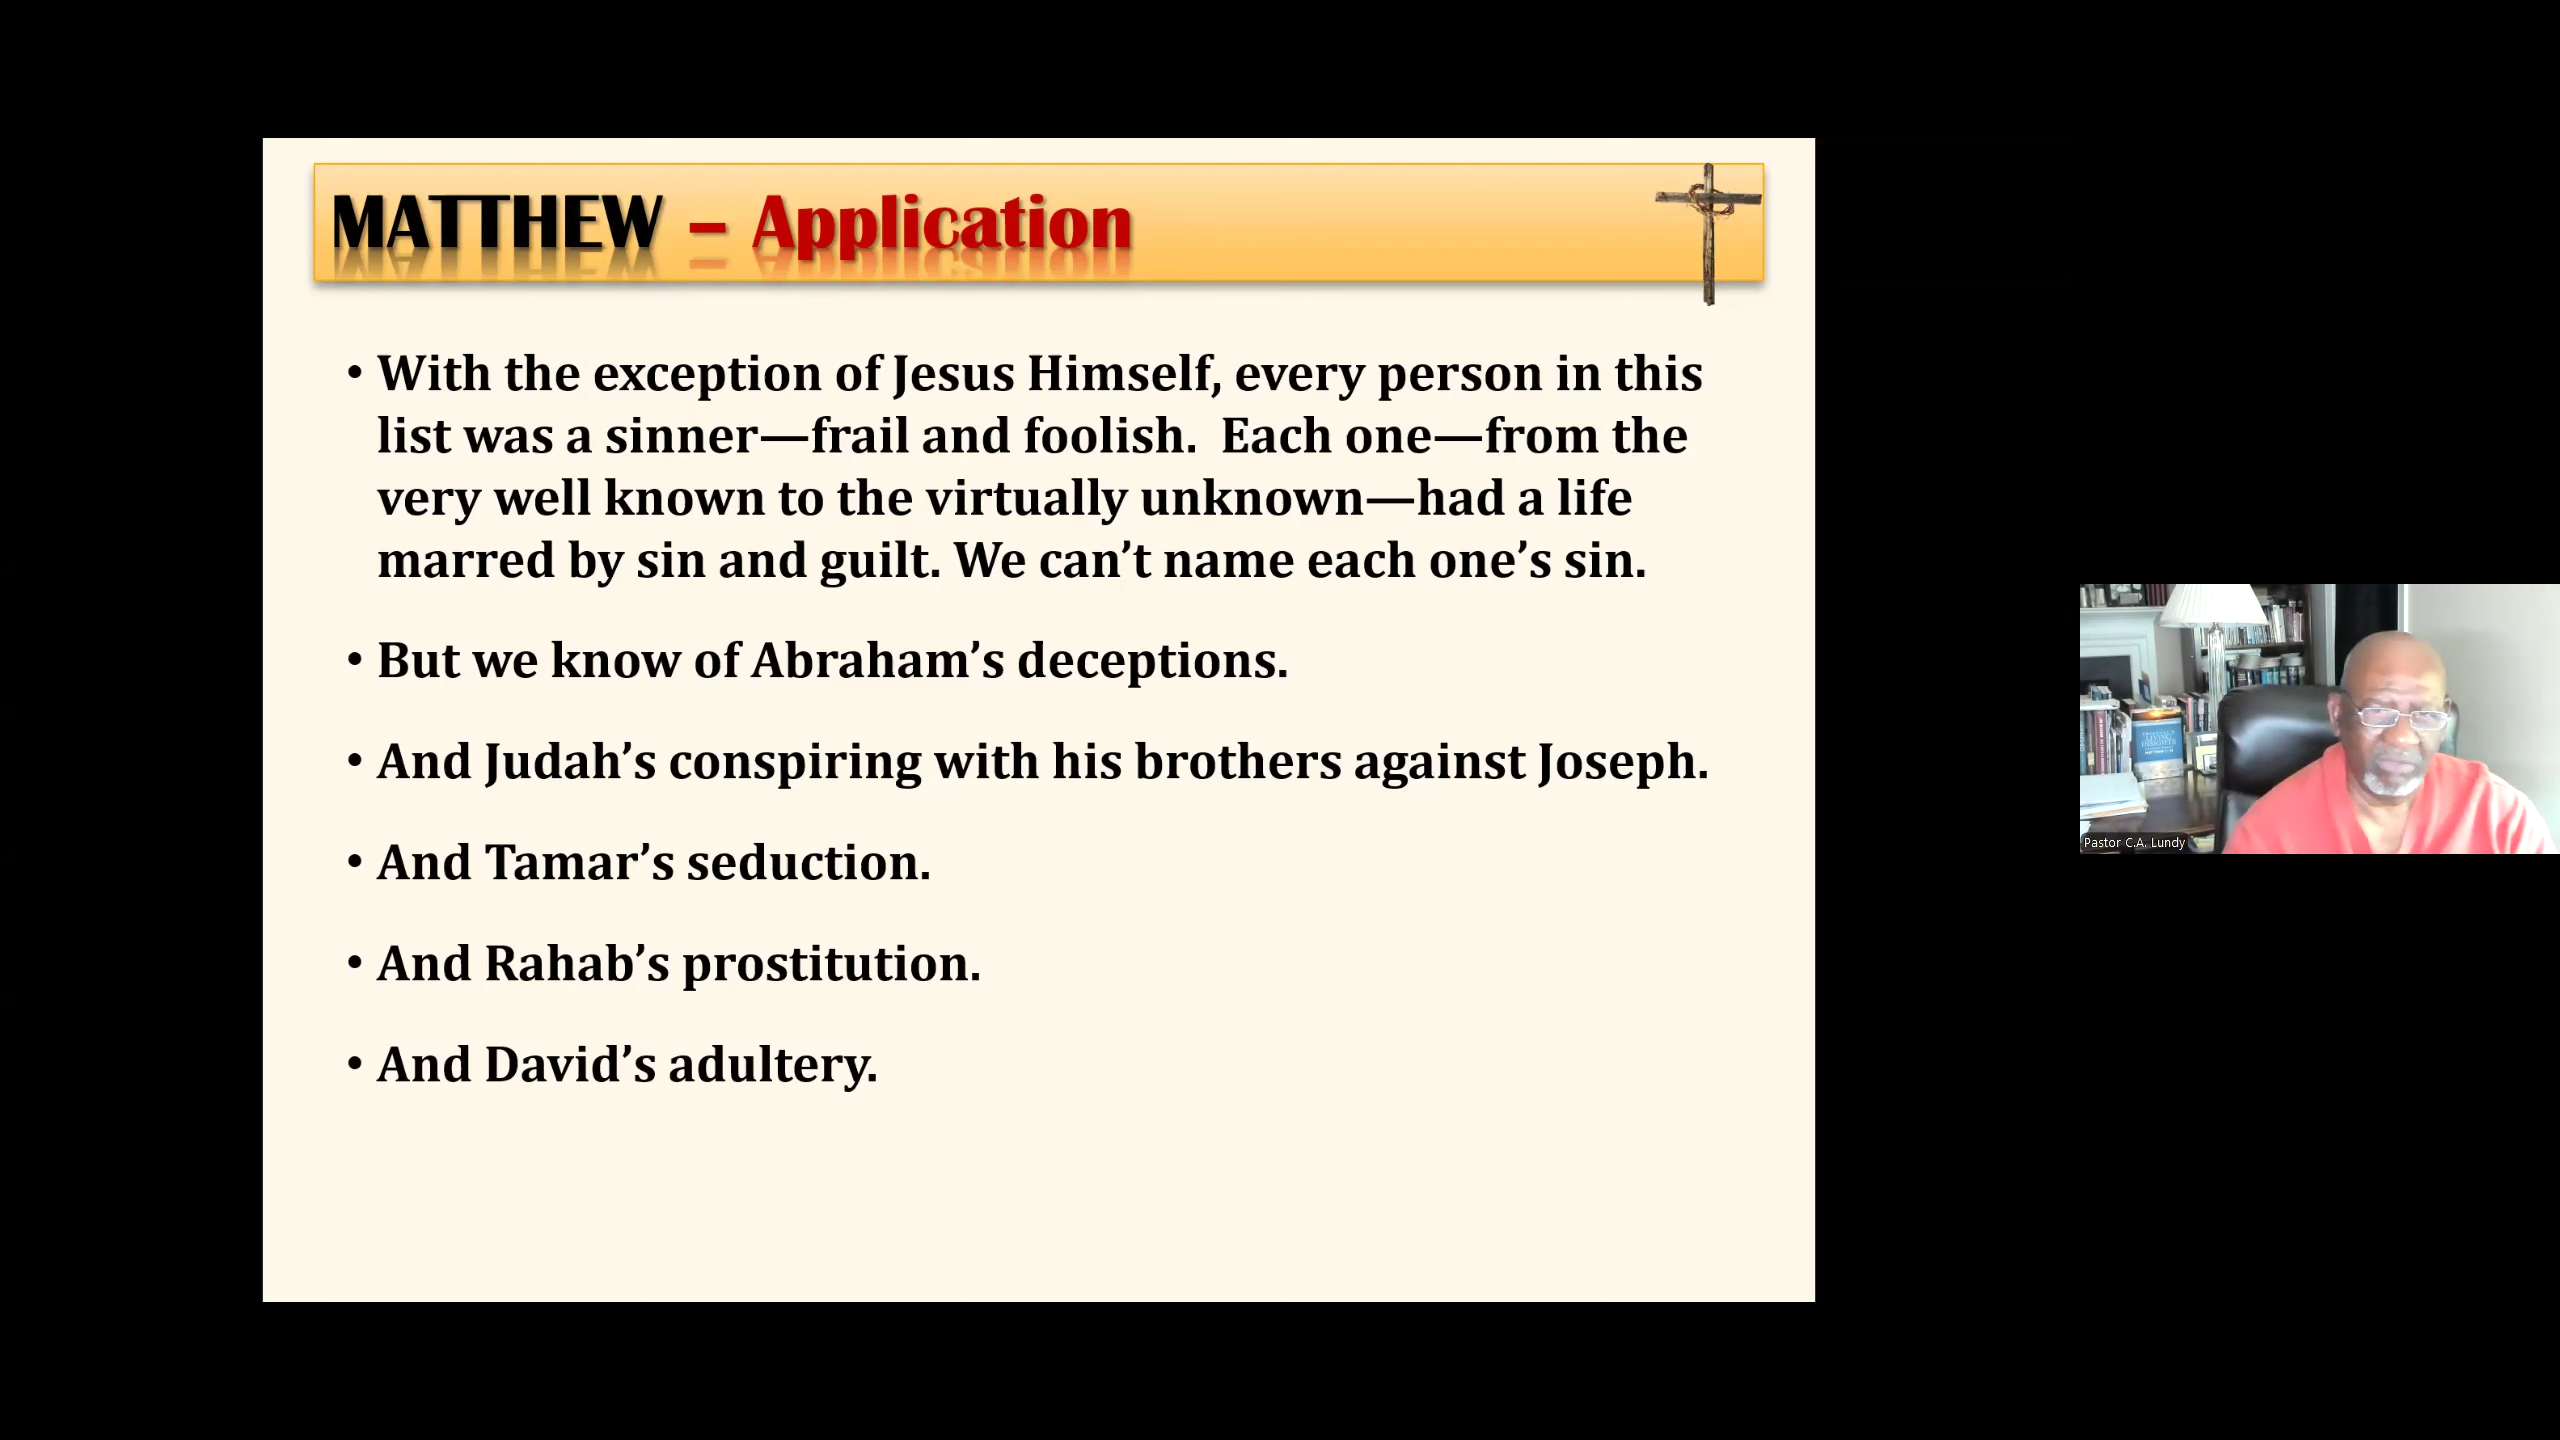 MATTHEW – Application
• With the exception of Jesus Himself, every person in this
list was a sinner—frail and foolish.  Each one—from the
very well known to the virtually unknown—had a life
marred by sin and guilt. We can’t name each one’s sin.
• But we know of Abraham’s deceptions.
• And Judah’s conspiring with his brothers against Joseph.
• And Tamar’s seduction.
• And Rahab’s prostitution.
• And David’s adultery.
LIVING
INSIGHTS
Pastor C.A. Lundy